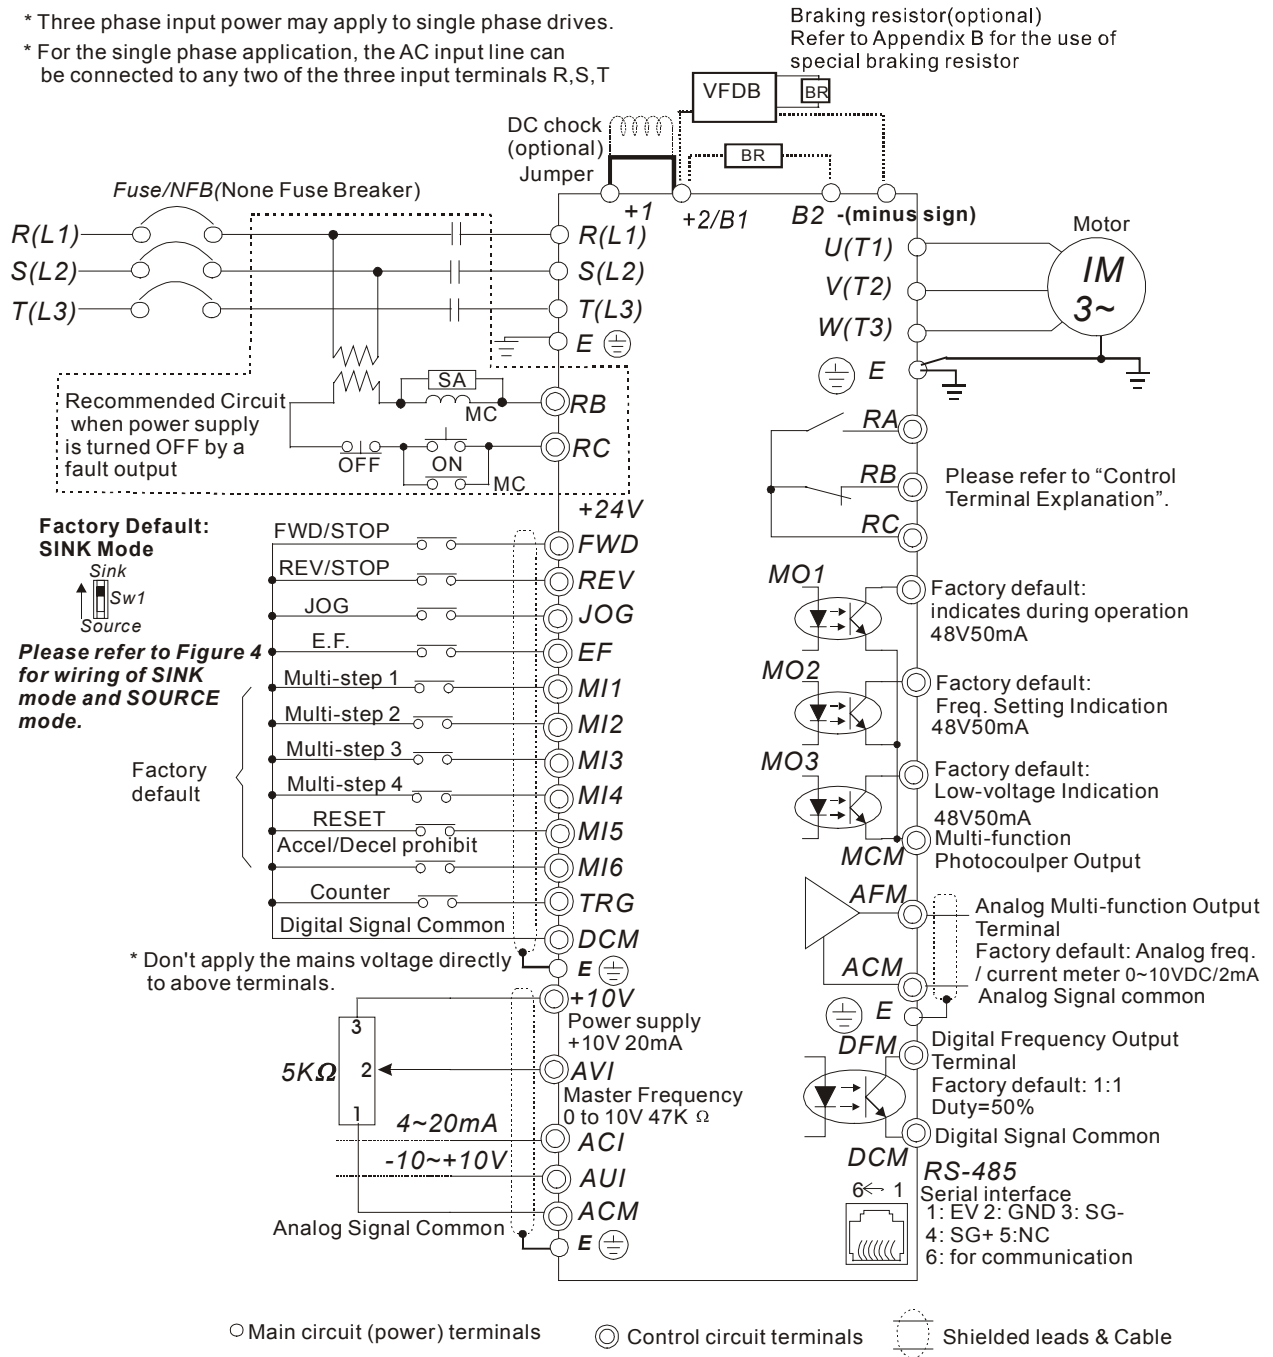 * Three phase input power may apply to single phase drives.
* For the single phase application, the AC input line can
be connected to any two of the three input terminals R,S,T
Braking resistor(optional)
Refer to Appendix B for the use of
special braking resistor
VFDB
BR
DC chock
(optional)
Jumper
BR
Fuse/NFB(None Fuse Breaker)
+1
+2/B1
B2
-(minus sign)
R(L1)
S(L2)
T(L3)
R(L1)
S(L2)
T(L3)
E
U(T1)
V(T2)
W(T3)
E
Motor
IM
3~
Recommended Circuit
when power supply
is turned OFF by a
fault output
SA
MC
OFF
ON
MC
RB
RC
RA
RB
RC
Please refer to “Control
Terminal Explanation”.
+24V
Factory Default:
SINK Mode
Sink
Sw1
Source
Please refer to Figure 4
for wiring of SINK
mode and SOURCE
mode.
Factory
default
FWD/STOP
REV/STOP
JOG
E.F.
Multi-step 1
Multi-step 2
Multi-step 3
Multi-step 4
RESET
Accel/Decel prohibit
Counter
Digital Signal Common
FWD
REV
JOG
EF
MI1
MI2
MI3
MI4
MI5
MI6
TRG
DCM
E
* Don't apply the mains voltage directly
to above terminals.
MO1
Factory default:
indicates during operation
48V50mA
MO2
Factory default:
Freq. Setting Indication
48V50mA
MO3
Factory default:
Low-voltage Indication
48V50mA
MCM
Multi-function
Photocoulper Output
AFM
Analog Multi-function Output
Terminal
Factory default: Analog freq.
/ current meter 0~10VDC/2mA
ACM
Analog Signal common
E
DFM
Digital Frequency Output
Terminal
Factory default: 1:1
Duty=50%
Digital Signal Common
DCM
+10V
Power supply
+10V 20mA
3
2
1
5KΩ
AVI
Master Frequency
0 to 10V 47K Ω
4~20mA
ACI
-10~+10V
AUI
ACM
Analog Signal Common
E
RS-485
Serial interface
6 ← 1
1: EV 2: GND 3: SG-
4: SG+ 5:NC
6: for communication
Main circuit (power) terminals
Control circuit terminals
Shielded leads & Cable